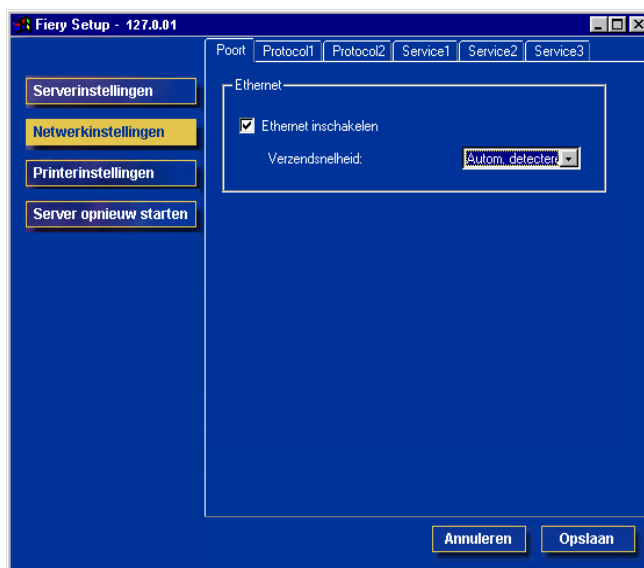 Fiery Setup - 127.0.01
Poort Protocol1 Protocol2 Service1 Service2 Service3
Serverinstellingen
Netwerkinstellingen
Printerinstellingen
Server opnieuw starten
Ethernet
Ethernet inschakelen
Verzendsnelheid: Autom. detectere
Annuleren Opslaan